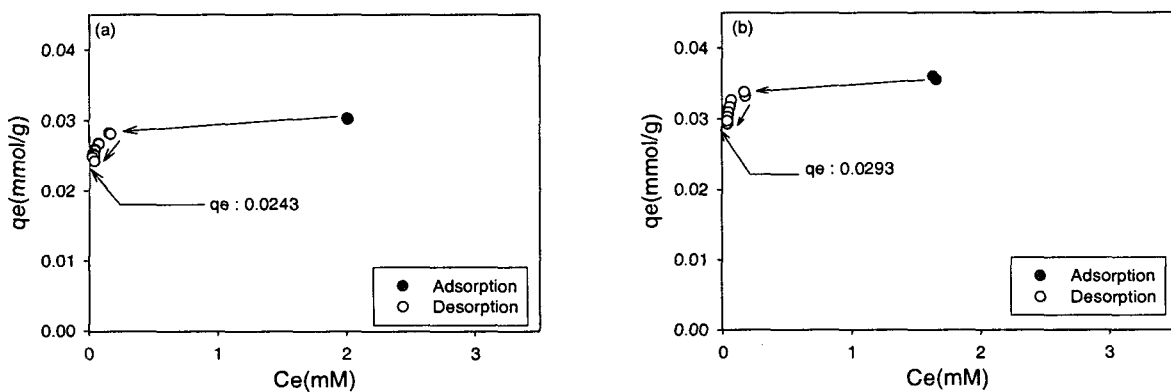 (a)
0.04
0.03
0.02
0.01
0.00
qe(mmol/g)
qe : 0.0243
Adsorption
Desorption
0 1 2 3
Ce(mM)
(b)
0.04
0.03
0.02
0.01
0.00
qe(mmol/g)
qe : 0.0293
Adsorption
Desorption
0 1 2 3
Ce(mM)